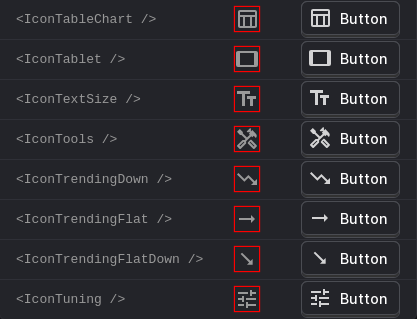 <IconTableChart /> Button
<IconTablet /> Button
<IconTextSize /> Button
<IconTools /> Button
<IconTrendingDown /> Button
<IconTrendingFlat /> Button
<IconTrendingFlatDown /> Button
<IconTuning /> Button